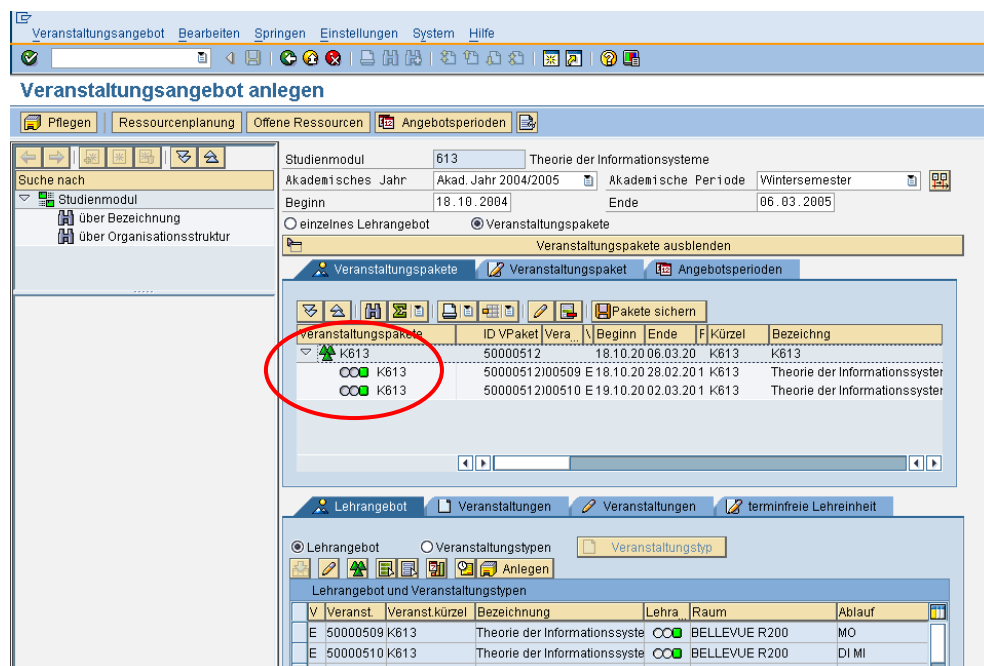 Veranstaltungsangebot Bearbeiten Springen Einstellungen System Hilfe
Veranstaltungsangebot anlegen
Pflegen Ressourcenplanung Offene Ressourcen Angebotsperioden
Suche nach
Studienmodul
über Bezeichnung
über Organisationsstruktur
Studienmodul 613 Theorie der Informationsysteme
Akademisches Jahr Akad. Jahr 2004/2005 Akademische Periode Wintersemester
Beginn 18.10.2004 Ende 06.03.2005
einzelnes Lehrangebot Veranstaltungspakete
Veranstaltungspakete ausblenden
Veranstaltungspakete Veranstaltungspaket Angebotsperioden
Pakete sichern
Veranstaltungspakete ID VPaket Vera... Beginn Ende F Kürzel Bezeichng
K613 50000512 18.10.20 06.03.20 K613 K613
K613 50000512 00509 E 18.10.20 28.02.20 1 K613 Theorie der Informationssyster
K613 50000512 00510 E 19.10.20 02.03.20 1 K613 Theorie der Informationssyster
Lehrangebot Veranstaltungen Veranstaltungen terminfreie Lehreinheit
Lehrangebot Veranstaltungstypen Veranstaltungstyp
Anlegen
Lehrangebot und Veranstaltungstypen
V Veranst. Veranst.kürzel Bezeichnung Lehra... Raum Ablauf
E 50000509 K613 Theorie der Informationssyste BELLEVUE R200 MO
E 50000510 K613 Theorie der Informationssyste BELLEVUE R200 DI MI